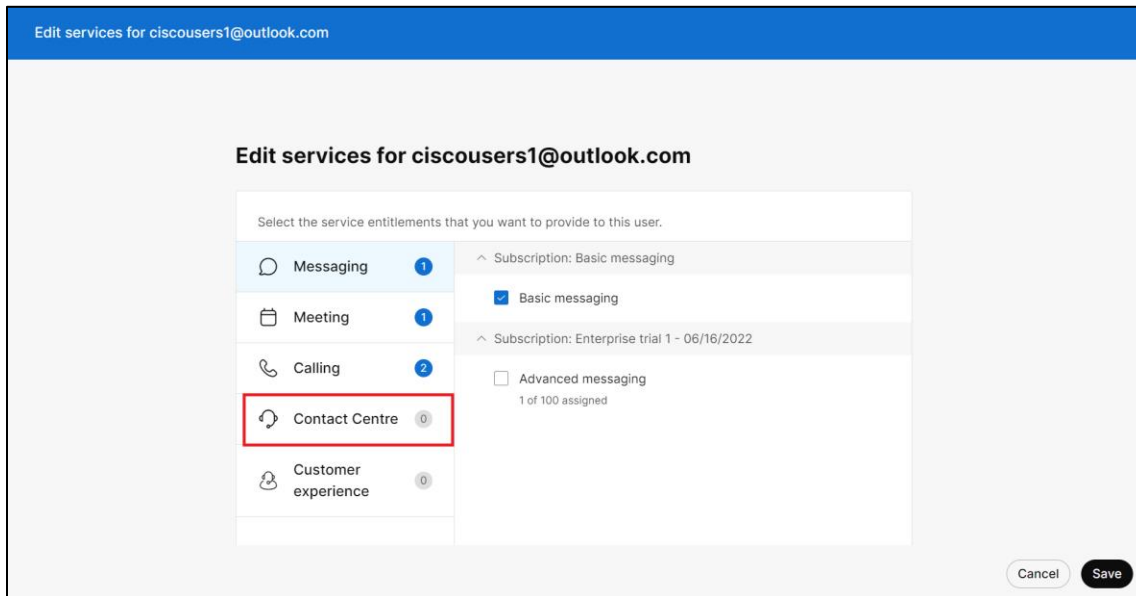 Edit services for ciscousers1@outlook.com
Edit services for ciscousers1@outlook.com
Select the service entitlements that you want to provide to this user.
Messaging 1
Subscription: Basic messaging
Basic messaging
Meeting 1
Subscription: Enterprise trial 1 - 06/16/2022
Calling 2
Advanced messaging
1 of 100 assigned
Contact Centre 0
Customer
experience 0
Cancel Save